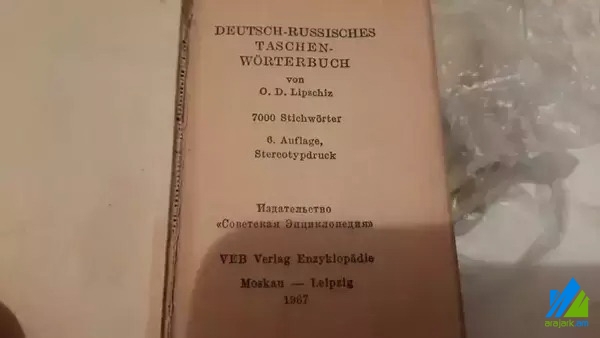 DEUTSCH-RUSSISCHES
TASCHEN-
WÖRTERBUCH
von
O. D. Lipschiz
7000 Stichwörter
6. Auflage,
Stereotypdruck
Издательство
«Советская Энциклопедия»
VEB Verlag Enzyklopädie
Moskau — Leipzig
1967